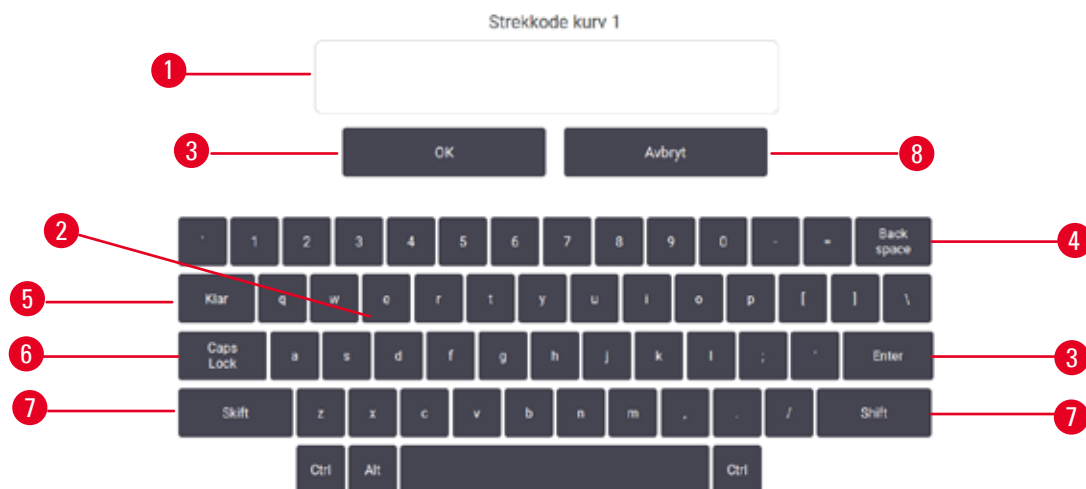 Strekkode kurv 1
1
3 OK Avbryt 8
2
` 1 2 3 4 5 6 7 8 9 0 - = Back space 4
5 Klar q w e r t y u i o p [ ] \
6 Caps Lock a s d f g h j k l ; ' Enter 3
7 Skift z x c v b n m , . / Shift 7
Ctrl Alt Ctrl